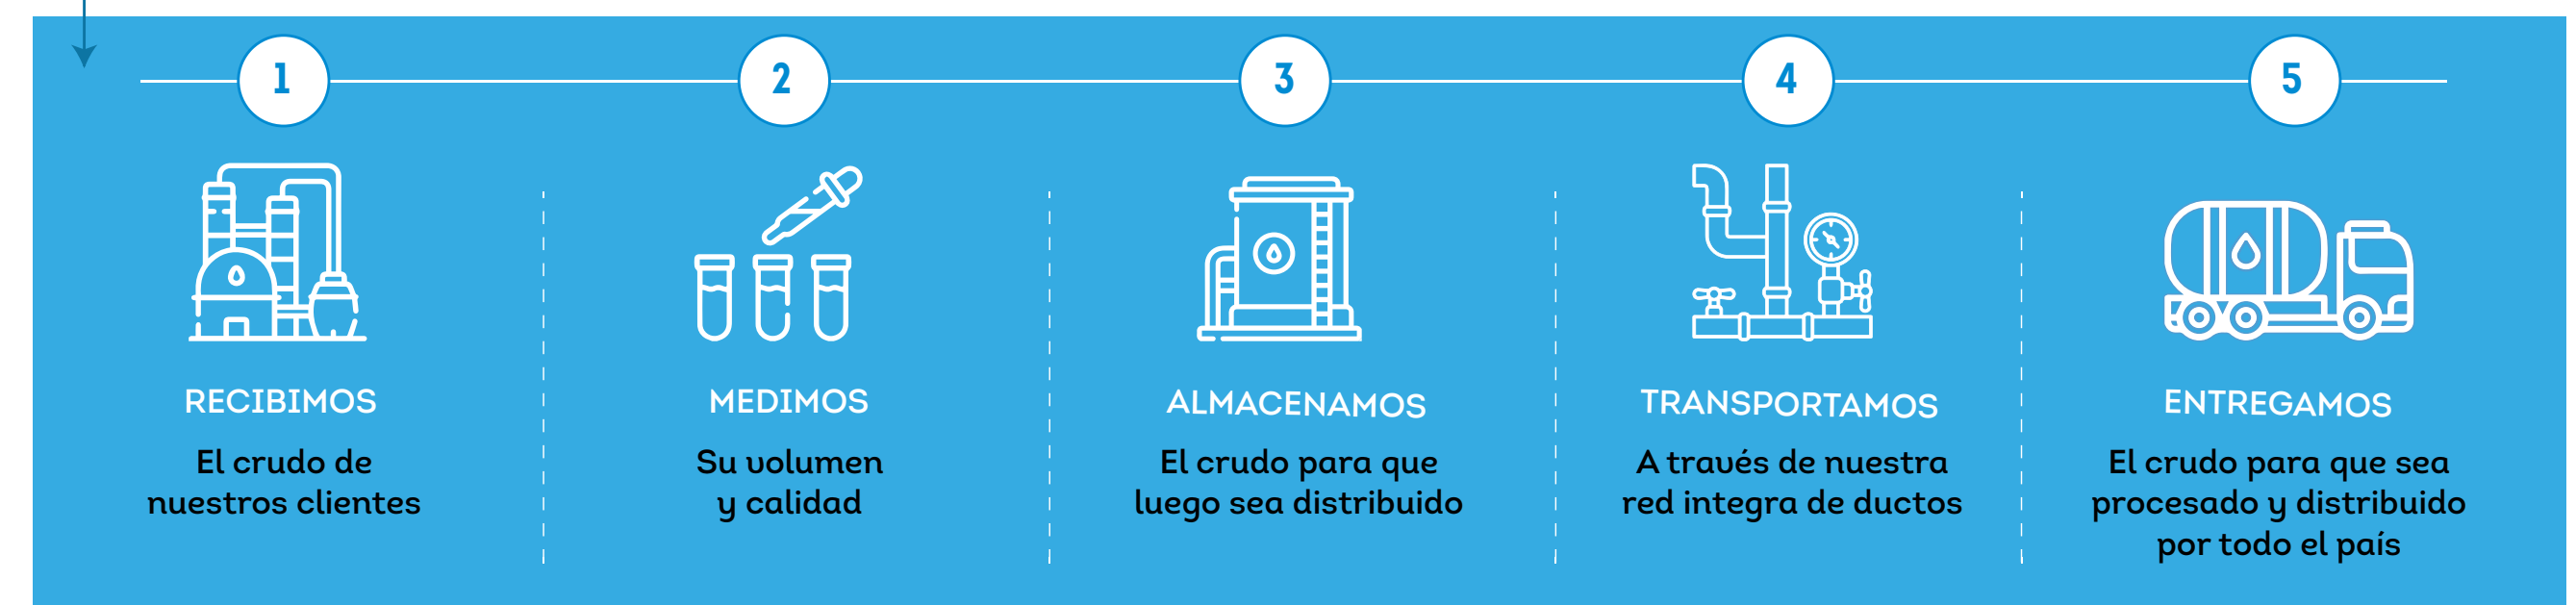 1
2
3
4
5
RECIBIMOS
El crudo de
nuestros clientes
MEDIMOS
Su volumen
y calidad
ALMACENAMOS
El crudo para que
luego sea distribuido
TRANSPORTAMOS
A través de nuestra
red integra de ductos
ENTREGAMOS
El crudo para que sea
procesado y distribuido
por todo el país